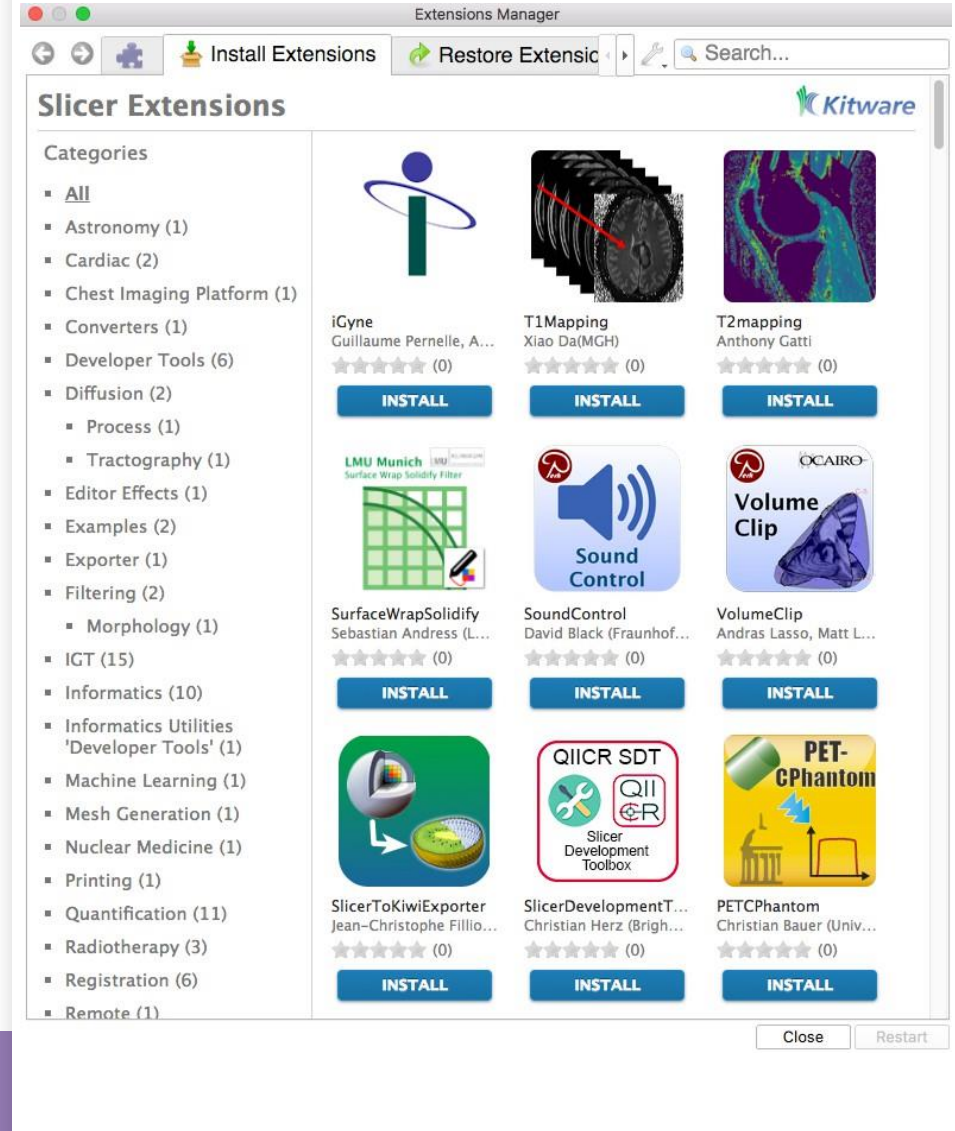 Extensions Manager
Install Extensions
Restore Extensic
Search...
Slicer Extensions
Kitware
Categories
All
Astronomy (1)
Cardiac (2)
Chest Imaging Platform (1)
Converters (1)
Developer Tools (6)
Diffusion (2)
Process (1)
Tractography (1)
Editor Effects (1)
Examples (2)
Exporter (1)
Filtering (2)
Morphology (1)
IGT (15)
Informatics (10)
Informatics Utilities
'Developer Tools' (1)
Machine Learning (1)
Mesh Generation (1)
Nuclear Medicine (1)
Printing (1)
Quantification (11)
Radiotherapy (3)
Registration (6)
Remote (1)
iGyne
Guillaume Pernelle, A...
(0)
INSTALL
T1Mapping
Xiao Da(MGH)
(0)
INSTALL
T2mapping
Anthony Gatti
(0)
INSTALL
LMU Munich
Surface Wrap Solidify Filter
SurfaceWrapSolidify
Sebastian Andress (L...
(0)
INSTALL
Sound
Control
SoundControl
David Black (Fraunhof...
(0)
INSTALL
OCAIRO
Volume
Clip
VolumeClip
Andras Lasso, Matt L...
(0)
INSTALL
SlicerToKiwiExporter
Jean-Christophe Fillio...
(0)
INSTALL
QIICR SDT
QII
CR
Slicer
Development
Toolbox
SlicerDevelopmentT...
Christian Herz (Brigh...
(0)
INSTALL
PET-
CPhantom
PETCPhantom
Christian Bauer (Univ...
(0)
INSTALL
Close
Restart